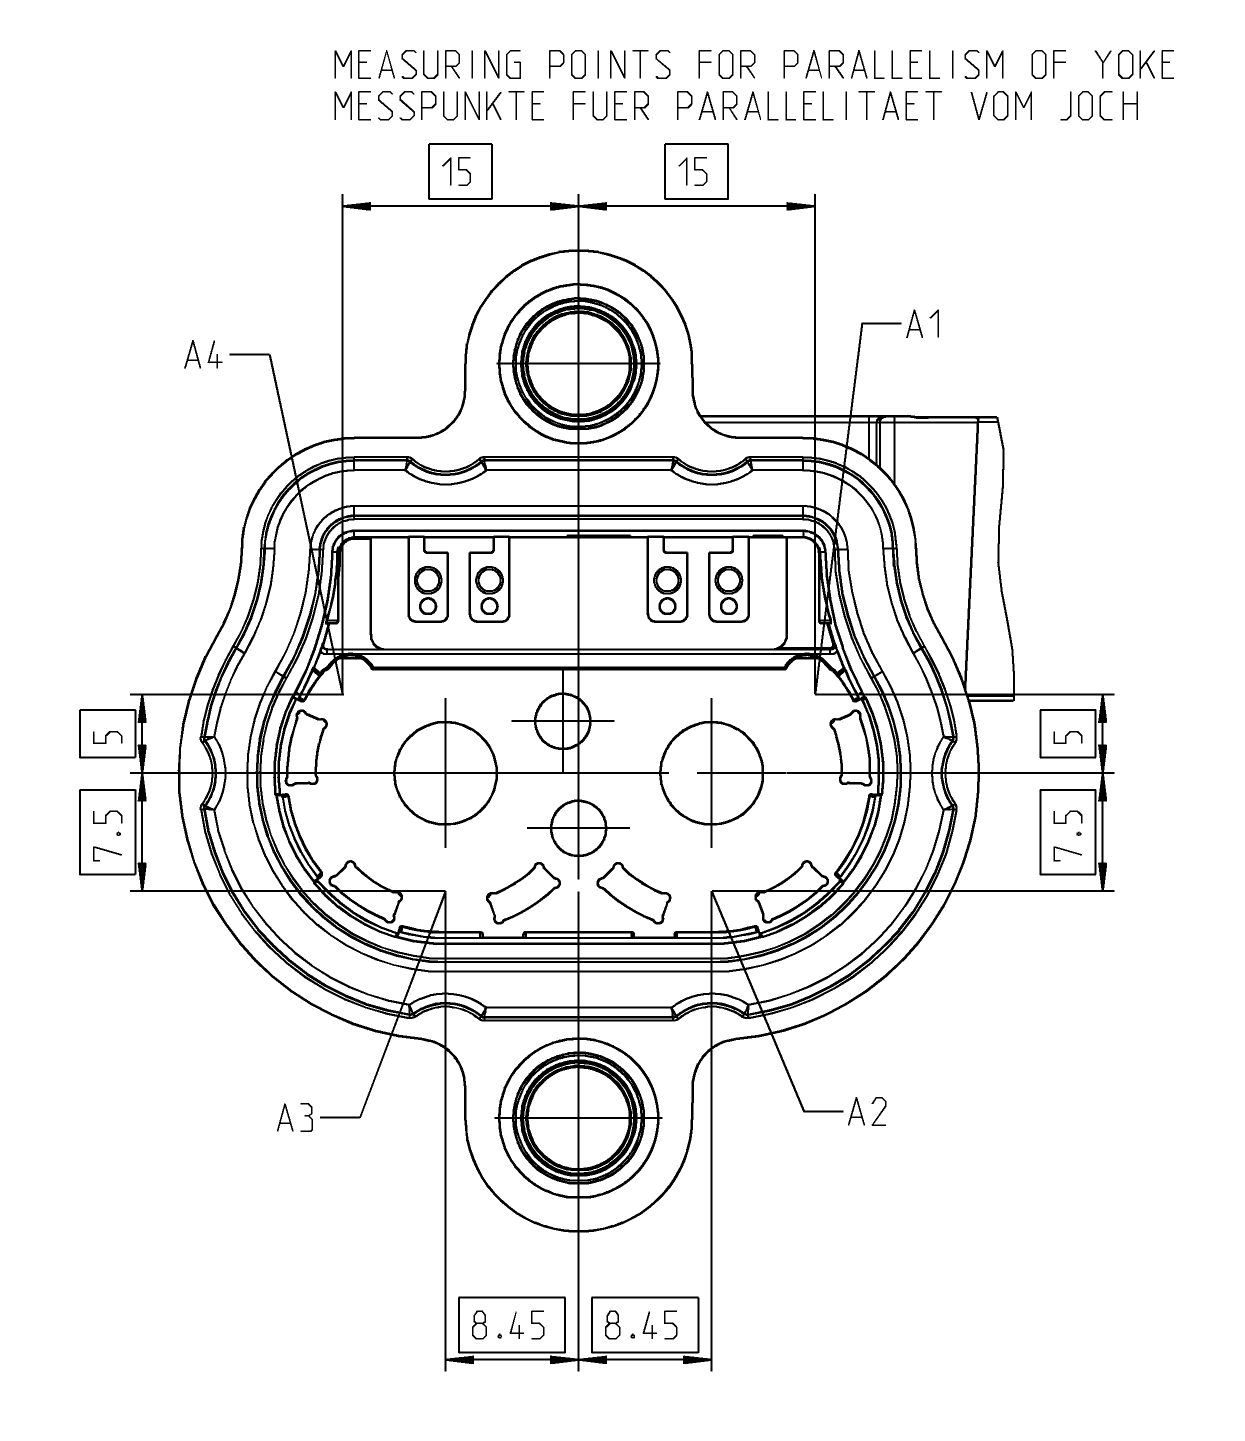 MEASURING POINTS FOR PARALLELISM OF YOKE
MESSPUNKTE FUER PARALLELITAET VOM JOCH
15
15
A1
A4
5
5
7.5
7.5
A3
A2
8.45
8.45